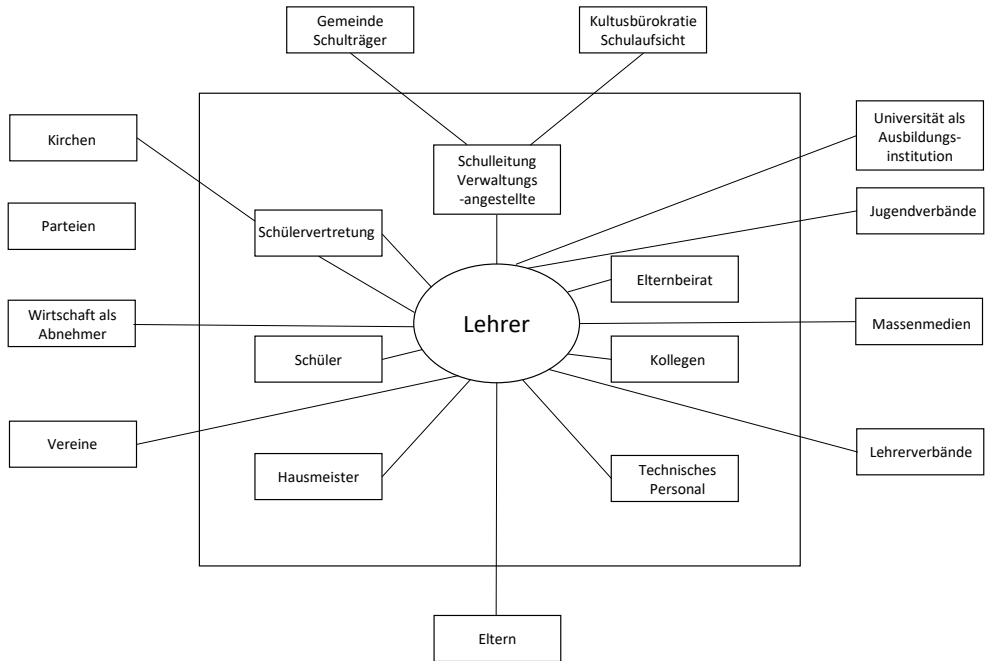 Gemeinde
Schulträger
Kultusbürokratie
Schulaufsicht
Kirchen
Universität als
Ausbildungs-
institution
Schulleitung
Verwaltungs
-angestellte
Parteien
Schülervertretung
Jugendverbände
Elternbeirat
Wirtschaft als
Abnehmer
Lehrer
Massenmedien
Schüler
Kollegen
Vereine
Hausmeister
Technisches
Personal
Lehrerverbände
Eltern